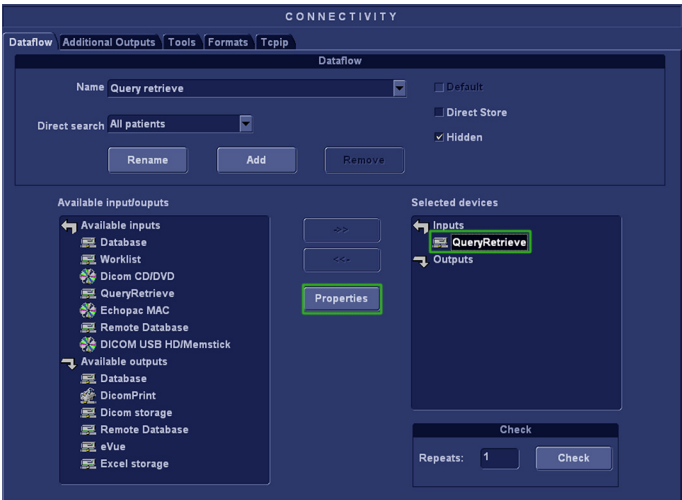 CONNECTIVITY
Dataflow Additional Outputs Tools Formats Tcpip
Dataflow
Name Query retrieve
Default
Direct Store
Direct search All patients
Hidden
Rename Add Remove
Available input/ouputs
Selected devices
Available inputs
Database
Worklist
Dicom CD/DVD
QueryRetrieve
Echopac MAC
Remote Database
DICOM USB HD/Memstick
Available outputs
Database
DicomPrint
Dicom storage
Remote Database
eVue
Excel storage
->>
<<-
Properties
Inputs
QueryRetrieve
Outputs
Check
Repeats: 1 Check